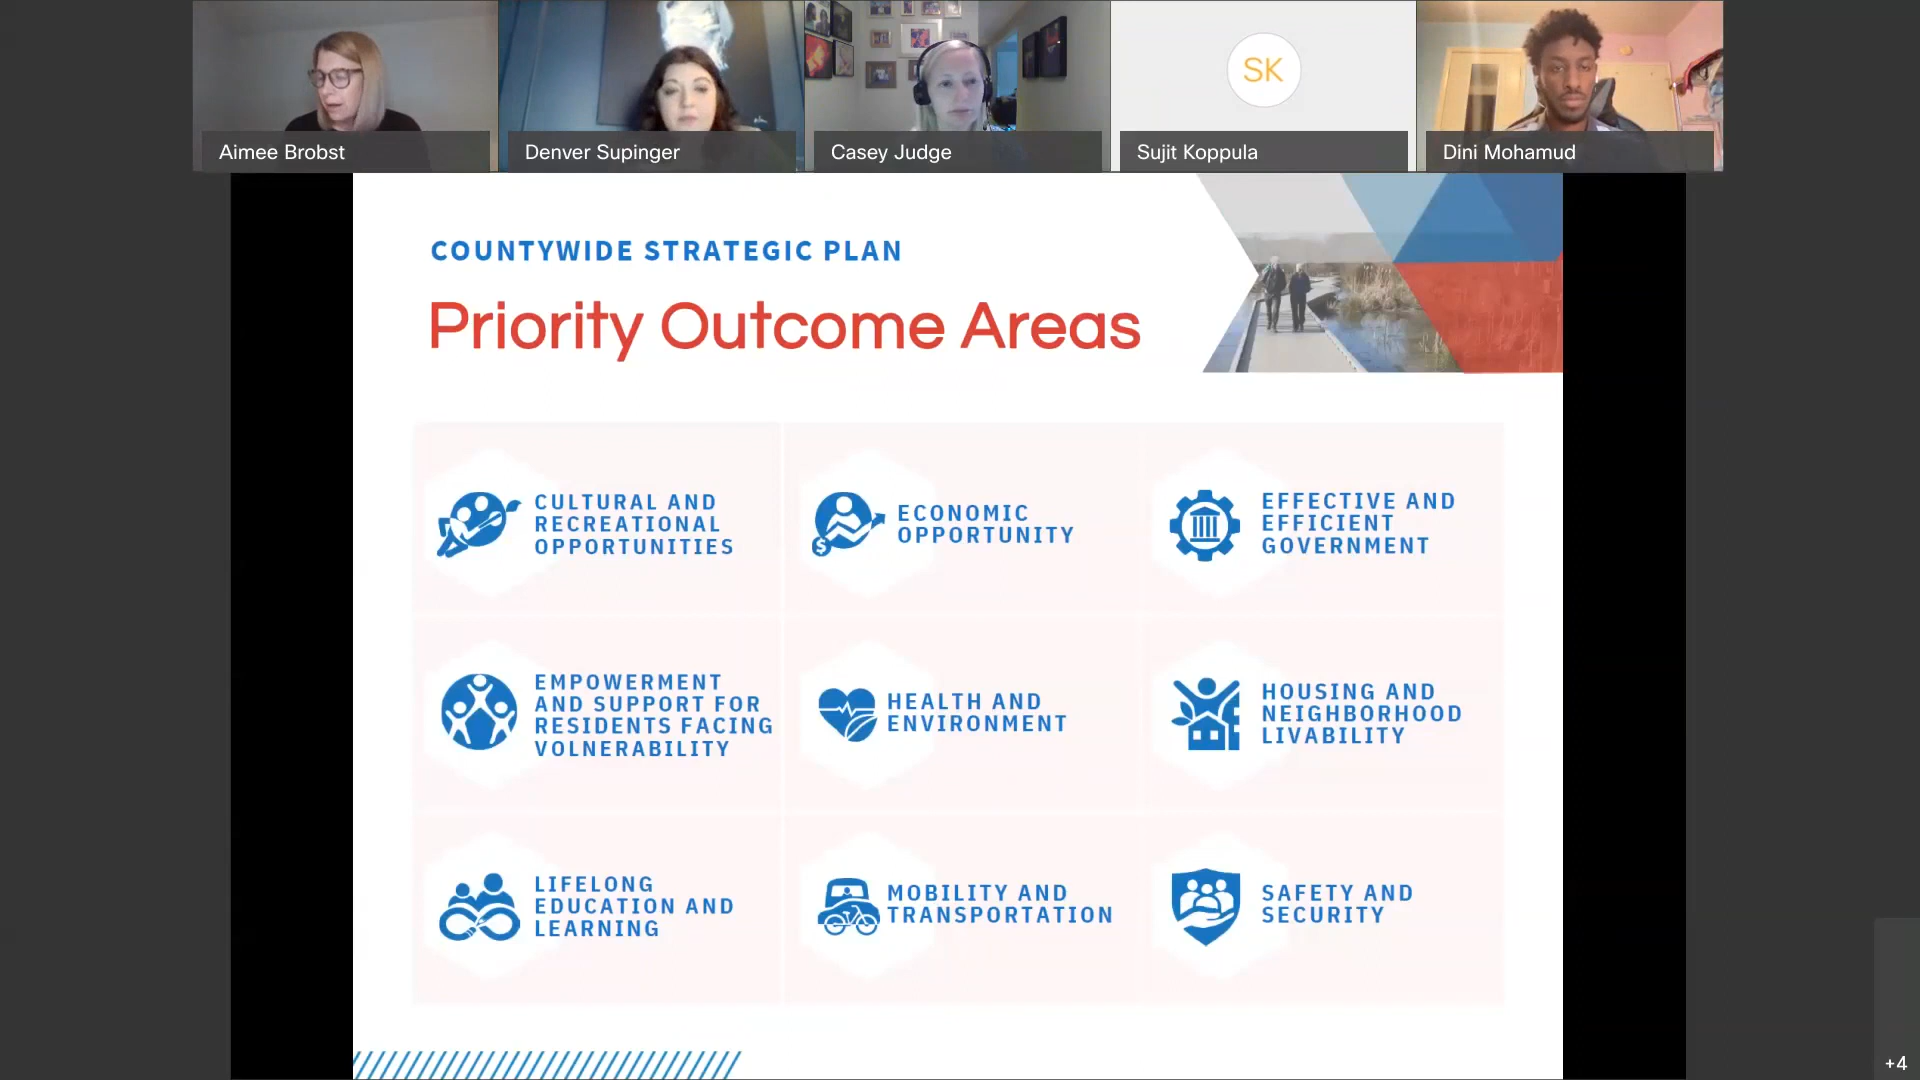 Aimee Brobst
Denver Supinger
Casey Judge
SK
Sujit Koppula
Dini Mohamud
COUNTYWIDE STRATEGIC PLAN
Priority Outcome Areas
CULTURAL AND
RECREATIONAL
OPPORTUNITIES
ECONOMIC
OPPORTUNITY
EFFECTIVE AND
EFFICIENT
GOVERNMENT
EMPOWERMENT
AND SUPPORT FOR
RESIDENTS FACING
VOLNERABILITY
HEALTH AND
ENVIRONMENT
HOUSING AND
NEIGHBORHOOD
LIVABILITY
LIFELONG
EDUCATION AND
LEARNING
MOBILITY AND
TRANSPORTATION
SAFETY AND
SECURITY
$
+4